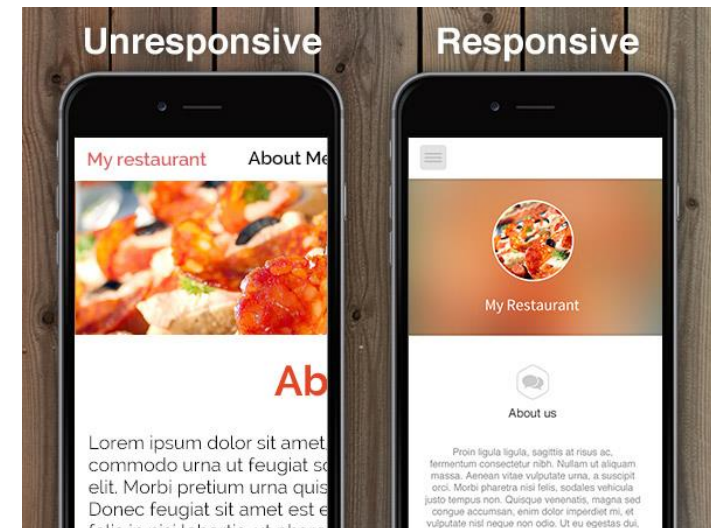 Unresponsive
Responsive
My restaurant
About Me
Ab
Lorem ipsum dolor sit amet,
commodo urna ut feugiat sc
elit. Morbi pretium urna quis
Donec feugiat sit amet est e
My Restaurant
About us
Proin ligula ligula, sagittis at risus ac,
fermentum consectetur nibh. Nullam ut aliquam
massa. Aenean vitae vulputate urna, a suscipit
orci. Morbi pharetra nisi felis, sodales vehicula
justo tempus non. Quisque venenatis, magna sed
congue accumsan, enim dolor imperdiet mi, et
vulputate nisl neque non odio. Ut eu egestas dui.